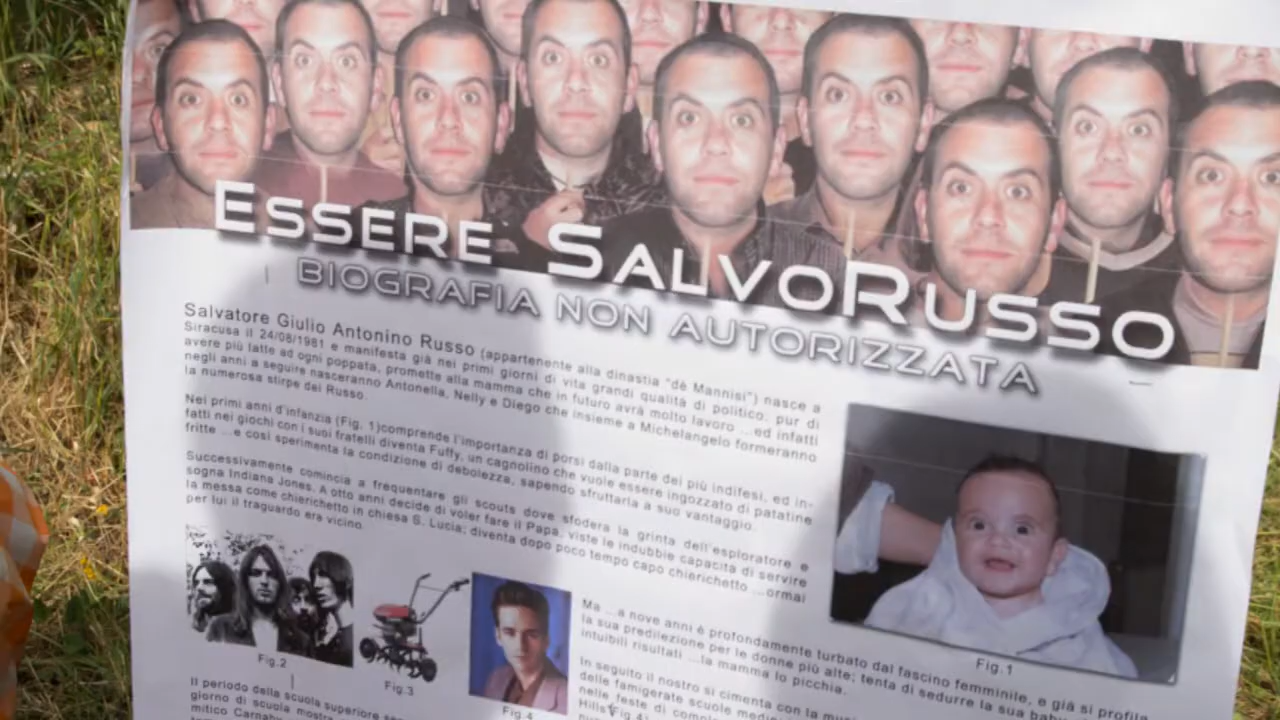 ESSERE SALVORUSSO
BIOGRAFIA NON AUTORIZZATA
Salvatore Giulio Antonino Russo (appartenente alla dinastia "dè Mannisi") nasce a
Siracusa il 24/08/1981 e manifesta già nei primi giorni di vita grandi qualità di politico; pur di
avere più latte ad ogni poppata, promette alla mamma che in futuro avrà molto lavoro ...ed infatti
negli anni a seguire nasceranno Antonella, Nelly e Diego che insieme a Michelangelo formeranno
la numerosa stirpe dei Russo.
Nei primi anni d'infanzia (Fig. 1)comprende l'importanza di porsi dalla parte dei più indifesi, ed in-
fatti nei giochi con i suoi fratelli diventa Fuffy, un cagnolino che vuole essere ingozzato di patatine
fritte ...e così sperimenta la condizione di debolezza, sapendo sfruttarla a suo vantaggio.
Successivamente comincia a frequentare gli scouts dove sfodera la grinta dell'esploratore e
sogna Indiana Jones. A otto anni decide di voler fare il Papa, viste le indubbie capacità di servire
la messa come chierichetto in chiesa S. Lucia; diventa dopo poco tempo capo chierichetto ...ormai
per lui il traguardo era vicino.
Fig.1
Fig.2
Fig.3
Fig.4
Ma ...a nove anni è profondamente turbato dal fascino femminile, e già si profila
la sua predilezione per le donne più alte; tenta di sedurre la sua
intuibili risultati ...la mamma lo picchia.
In seguito il nostro si cimenta con la
delle famigerate scuole
nelle feste di
Hills
Il periodo della scuola superiore
giorno di scuola mostra
mitico